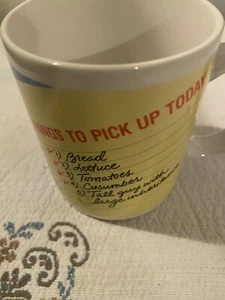 INGS TO PICK UP TODAY
1) Bread
2) Lettuce
3) Tomatoes
4) Cucumber
5) Tall guy with
large